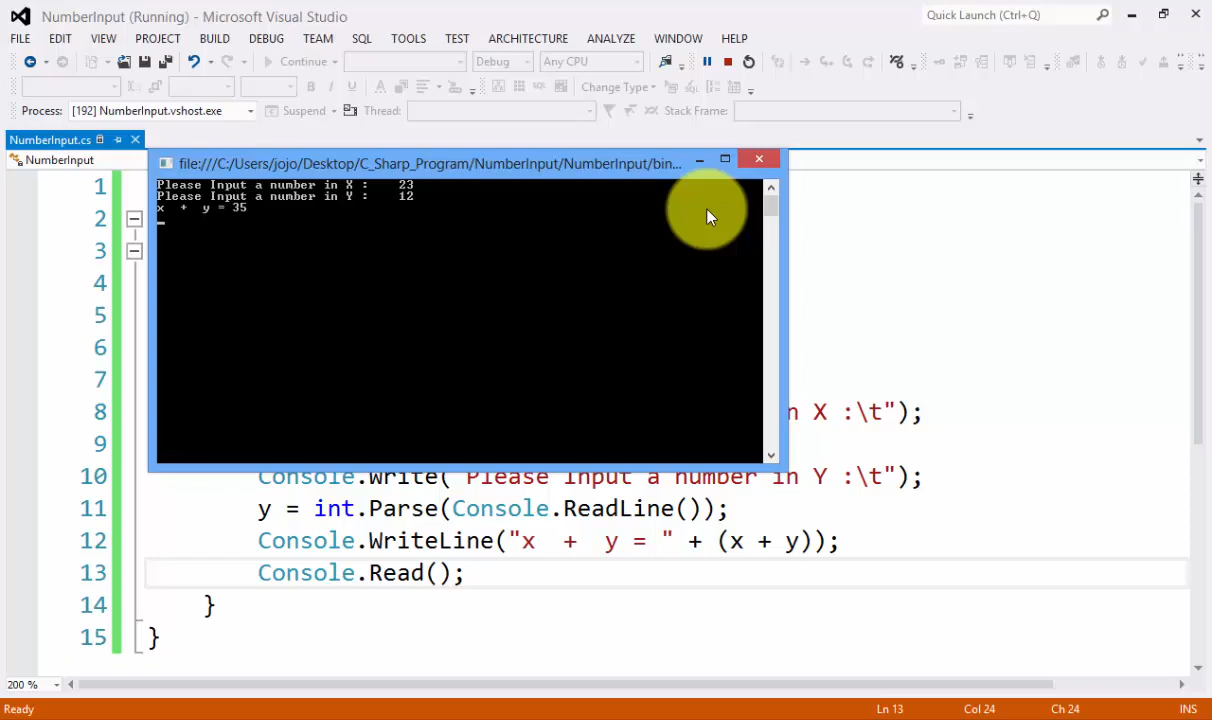 NumberInput (Running) - Microsoft Visual Studio
Quick Launch (Ctrl+Q)
FILE EDIT VIEW PROJECT BUILD DEBUG TEAM SQL TOOLS TEST ARCHITECTURE ANALYZE WINDOW HELP
Continue Debug Any CPU
A B I U Change Type
Process: [192] NumberInput.vshost.exe Suspend Thread: Stack Frame:
NumberInput.cs
NumberInput
file:///C:/Users/jojo/Desktop/C_Sharp_Program/NumberInput/NumberInput/bin...
Please Input a number in X : 23
Please Input a number in Y : 12
x + y = 35
1
2
3
4
5
6
7
8 n X :\t");
9
10 Console.Write("Please Input a number in Y :\t");
11 y = int.Parse(Console.ReadLine());
12 Console.WriteLine("x + y = " + (x + y));
13 Console.Read();
14 }
15 }
200 %
Ready Ln 13 Col 24 Ch 24 INS